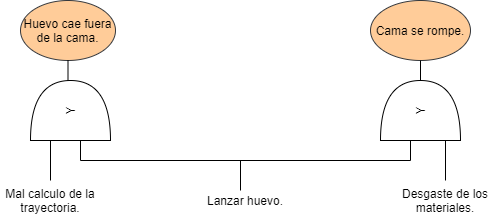 Huevo cae fuera
de la cama.
Cama se rompe.
Y
Y
Mal calculo de la
trayectoria.
Lanzar huevo.
Desgaste de los
materiales.